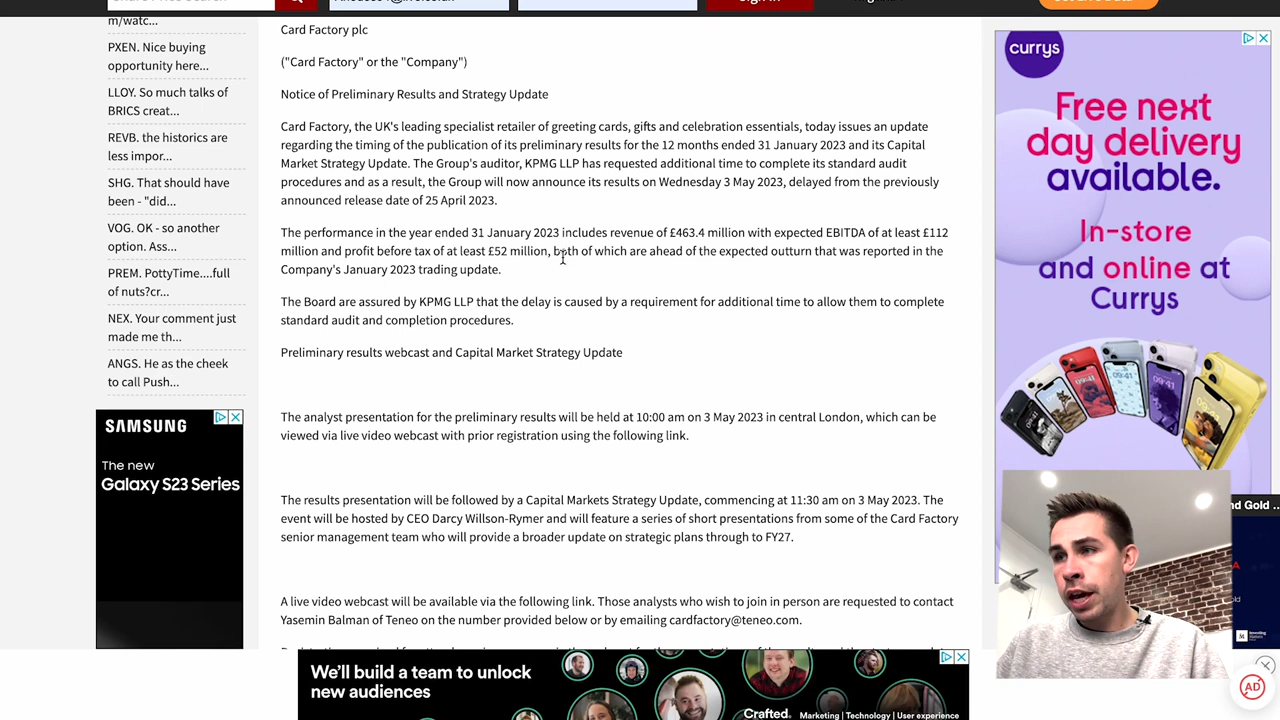 Sign In
m/watc...
PXEN. Nice buying
opportunity here...
LLOY. So much talks of
BRICS creat...
REVB. the historics are
less impor...
SHG. That should have
been - "did...
VOG. OK - so another
option. Ass...
PREM. PottyTime....full
of nuts?cr...
NEX. Your comment just
made me th...
ANGS. He as the cheek
to call Push...
SAMSUNG
The new
Galaxy S23 Series
Card Factory plc
("Card Factory" or the "Company")
Notice of Preliminary Results and Strategy Update
Card Factory, the UK's leading specialist retailer of greeting cards, gifts and celebration essentials, today issues an update
regarding the timing of the publication of its preliminary results for the 12 months ended 31 January 2023 and its Capital
Market Strategy Update. The Group's auditor, KPMG LLP has requested additional time to complete its standard audit
procedures and as a result, the Group will now announce its results on Wednesday 3 May 2023, delayed from the previously
announced release date of 25 April 2023.
The performance in the year ended 31 January 2023 includes revenue of £463.4 million with expected EBITDA of at least £112
million and profit before tax of at least £52 million, both of which are ahead of the expected outturn that was reported in the
Company's January 2023 trading update.
The Board are assured by KPMG LLP that the delay is caused by a requirement for additional time to allow them to complete
standard audit and completion procedures.
Preliminary results webcast and Capital Market Strategy Update
The analyst presentation for the preliminary results will be held at 10:00 am on 3 May 2023 in central London, which can be
viewed via live video webcast with prior registration using the following link.
The results presentation will be followed by a Capital Markets Strategy Update, commencing at 11:30 am on 3 May 2023. The
event will be hosted by CEO Darcy Willson-Rymer and will feature a series of short presentations from some of the Card Factory
senior management team who will provide a broader update on strategic plans through to FY27.
A live video webcast will be available via the following link. Those analysts who wish to join in person are requested to contact
Yasemin Balman of Teneo on the number provided below or by emailing cardfactory@teneo.com.
We'll build a team to unlock
new audiences
Crafted.
Marketing | Technology | User experience
currys
Free next
day delivery
available.
In-store
and online at
Currys
09:41
nd Gold ...
AD